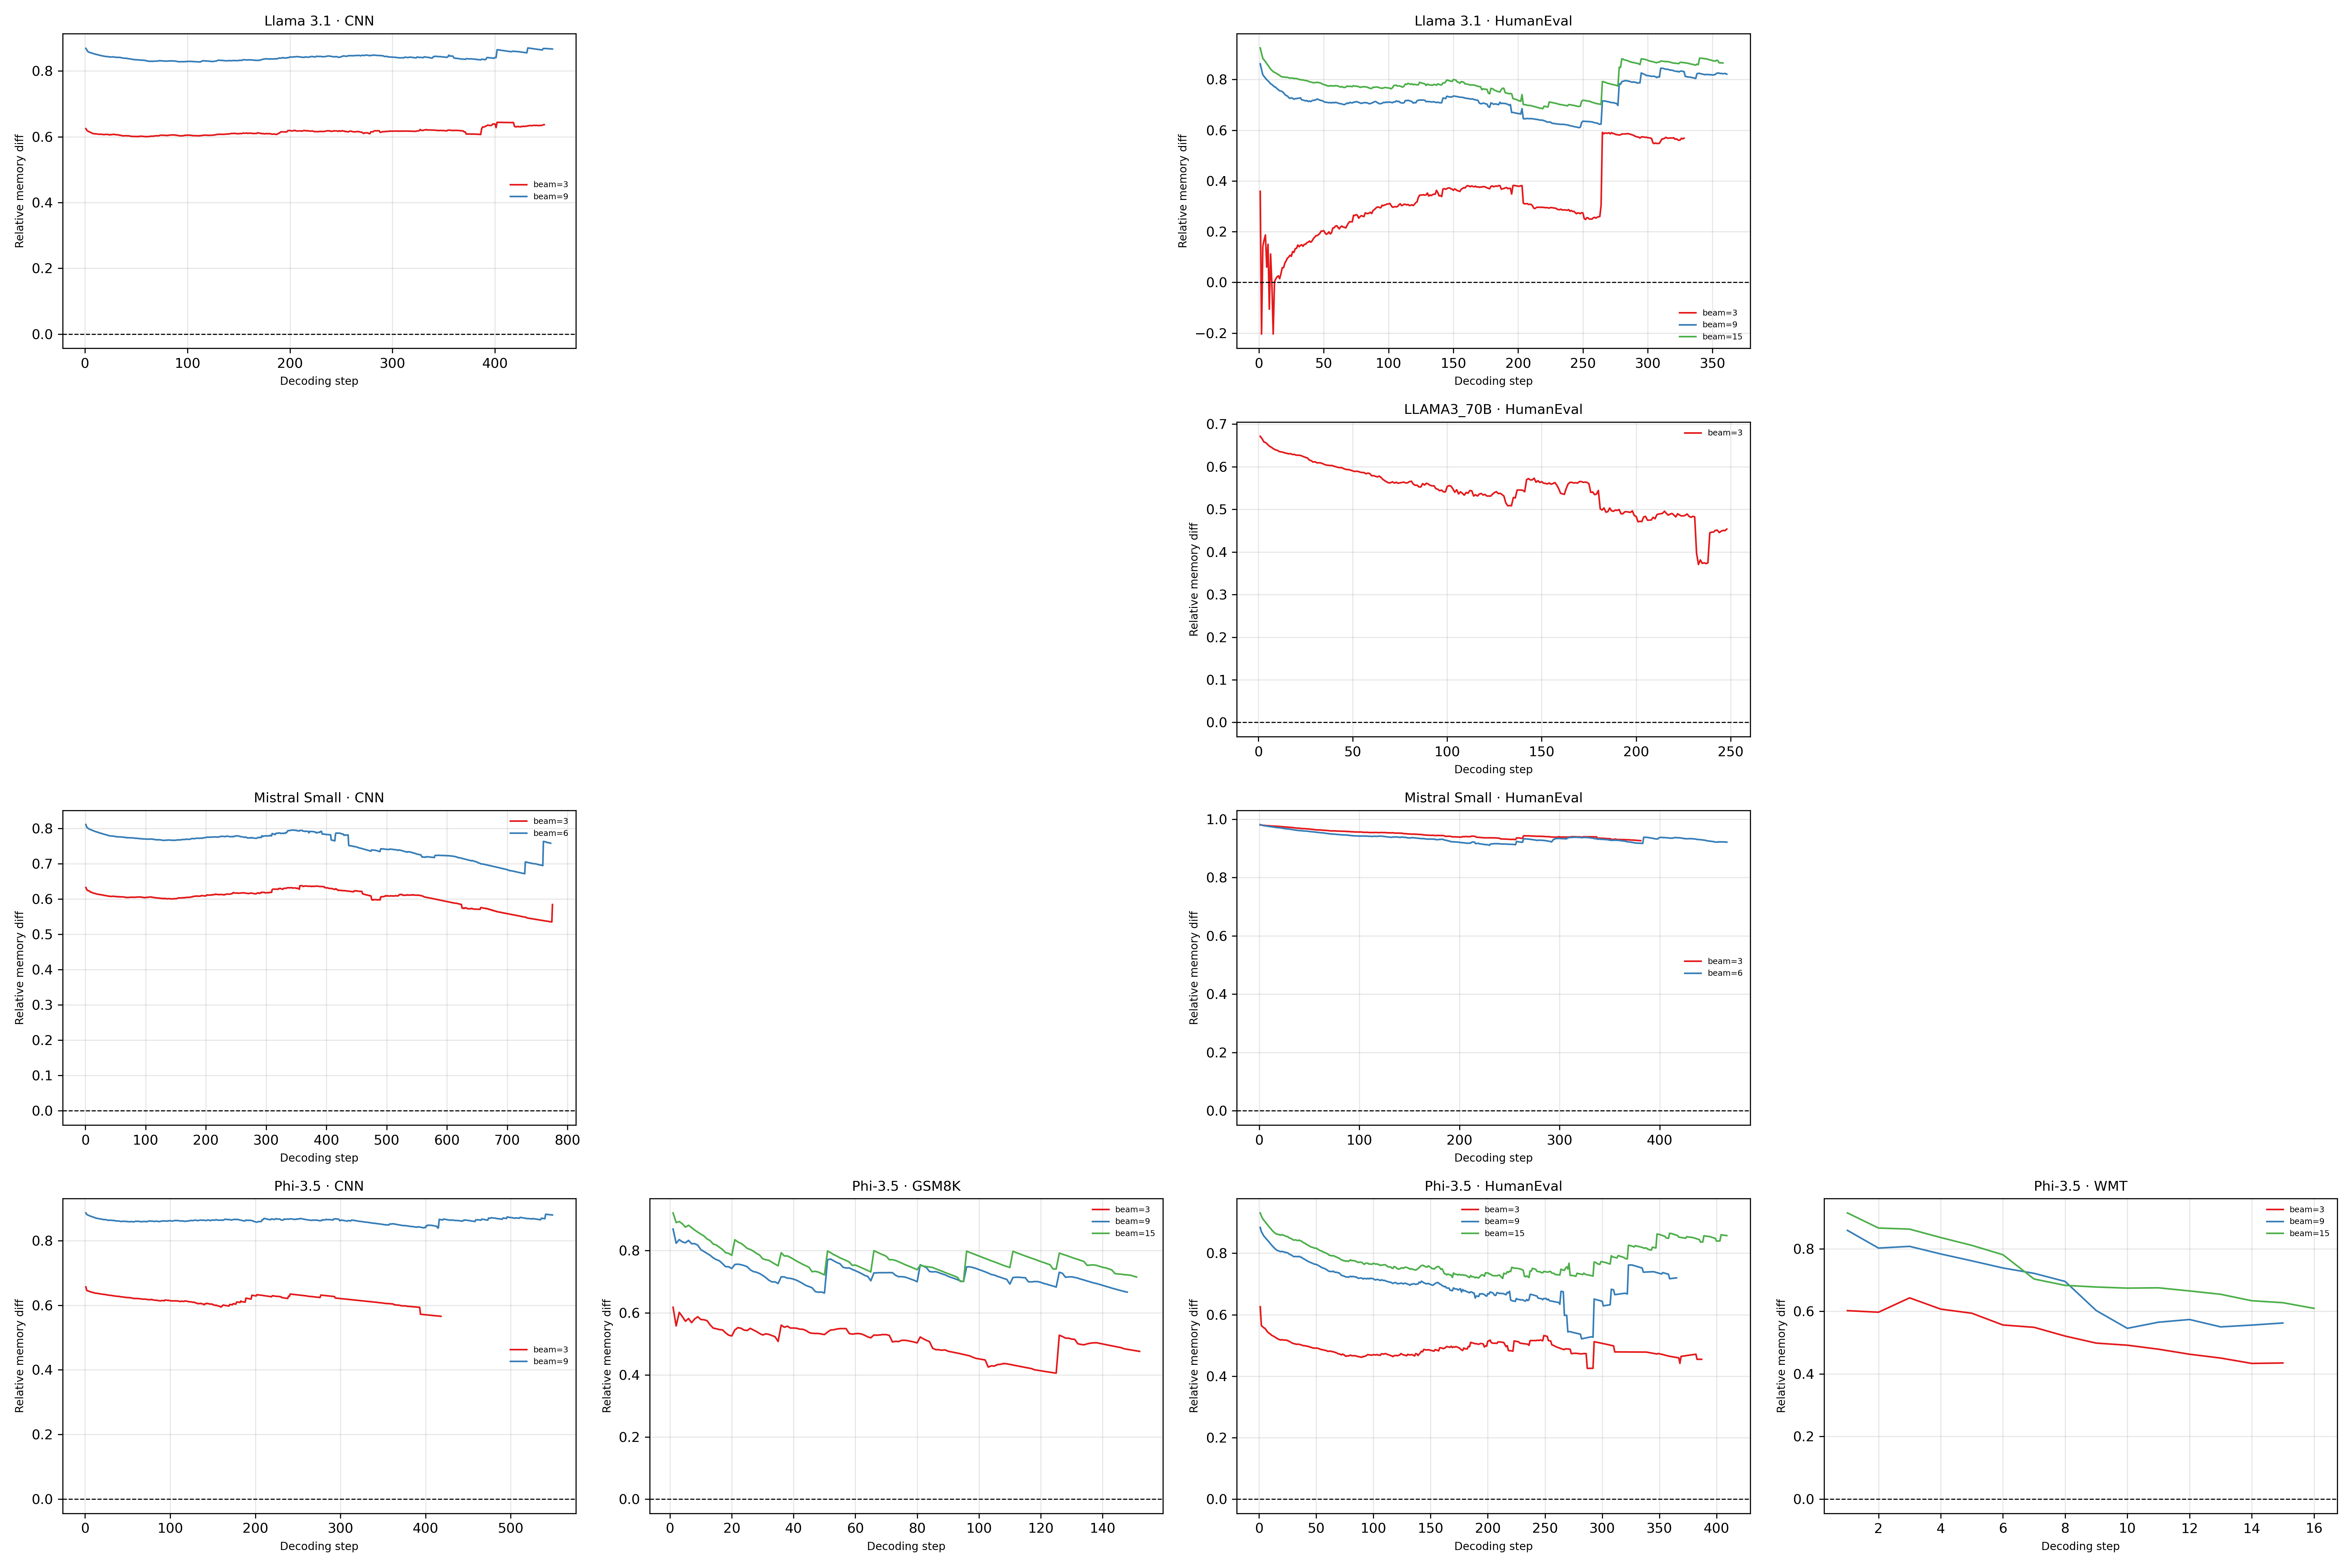 Llama 3.1 · CNN
Relative memory diff
0.8
0.6
0.4
0.2
0.0
beam=3
beam=9
0 100 200 300 400
Decoding step
Llama 3.1 · HumanEval
Relative memory diff
0.8
0.6
0.4
0.2
0.0
−0.2
beam=3
beam=9
beam=15
0 50 100 150 200 250 300 350
Decoding step
LLAMA3_70B · HumanEval
Relative memory diff
0.7
0.6
0.5
0.4
0.3
0.2
0.1
0.0
beam=3
0 50 100 150 200 250
Decoding step
Mistral Small · CNN
Relative memory diff
0.8
0.7
0.6
0.5
0.4
0.3
0.2
0.1
0.0
beam=3
beam=6
0 100 200 300 400 500 600 700 800
Decoding step
Mistral Small · HumanEval
Relative memory diff
1.0
0.8
0.6
0.4
0.2
0.0
beam=3
beam=6
0 100 200 300 400
Decoding step
Phi-3.5 · CNN
Relative memory diff
0.8
0.6
0.4
0.2
0.0
beam=3
beam=9
0 100 200 300 400 500
Decoding step
Phi-3.5 · GSM8K
Relative memory diff
0.8
0.6
0.4
0.2
0.0
beam=3
beam=9
beam=15
0 20 40 60 80 100 120 140
Decoding step
Phi-3.5 · HumanEval
Relative memory diff
0.8
0.6
0.4
0.2
0.0
beam=3
beam=9
beam=15
0 50 100 150 200 250 300 350 400
Decoding step
Phi-3.5 · WMT
Relative memory diff
0.8
0.6
0.4
0.2
0.0
beam=3
beam=9
beam=15
2 4 6 8 10 12 14 16
Decoding step